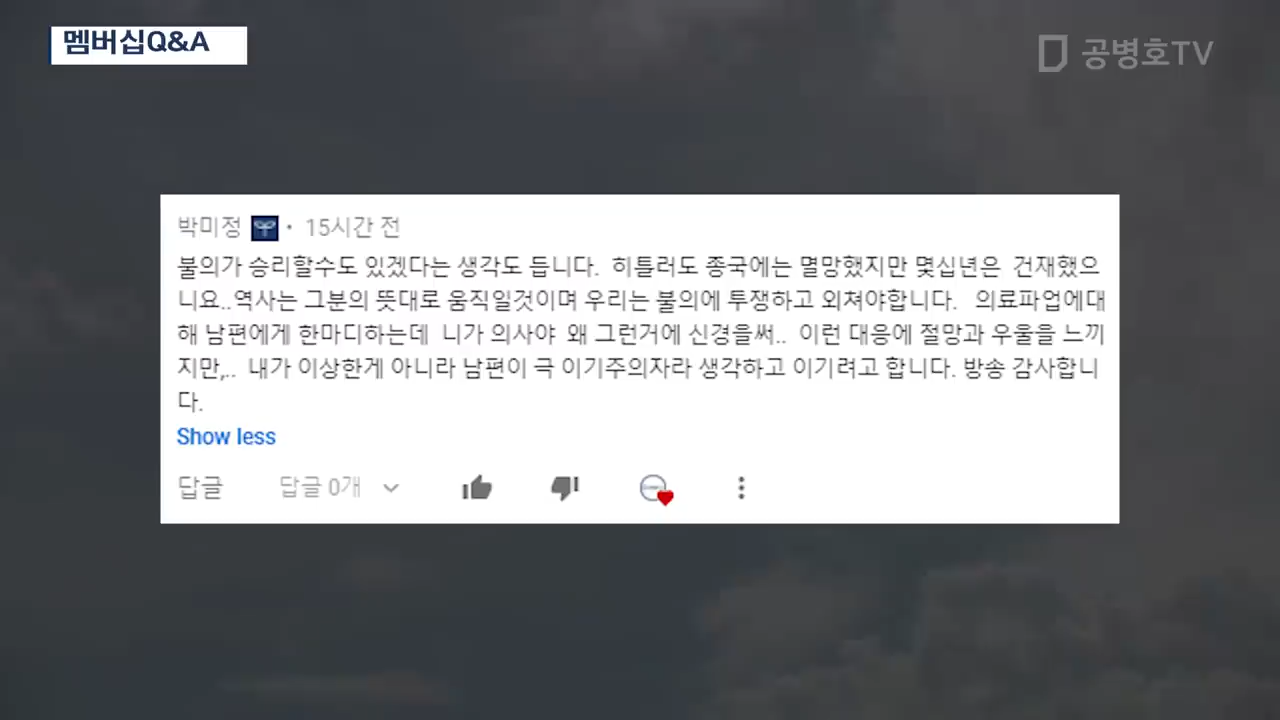 멤버십Q&A
공병호TV
박미정 · 15시간 전
불의가 승리할수도 있겠다는 생각도 듭니다. 히틀러도 종국에는 멸망했지만 몇십년은 건재했으
니요..역사는 그분의 뜻대로 움직일것이며 우리는 불의에 투쟁하고 외쳐야합니다. 의료파업에대
해 남편에게 한마디하는데 니가 의사야 왜 그런거에 신경을써.. 이런 대응에 절망과 우울을 느끼
지만,.. 내가 이상한게 아니라 남편이 극 이기주의자라 생각하고 이기려고 합니다. 방송 감사합니
다.
Show less
답글 답글 0개